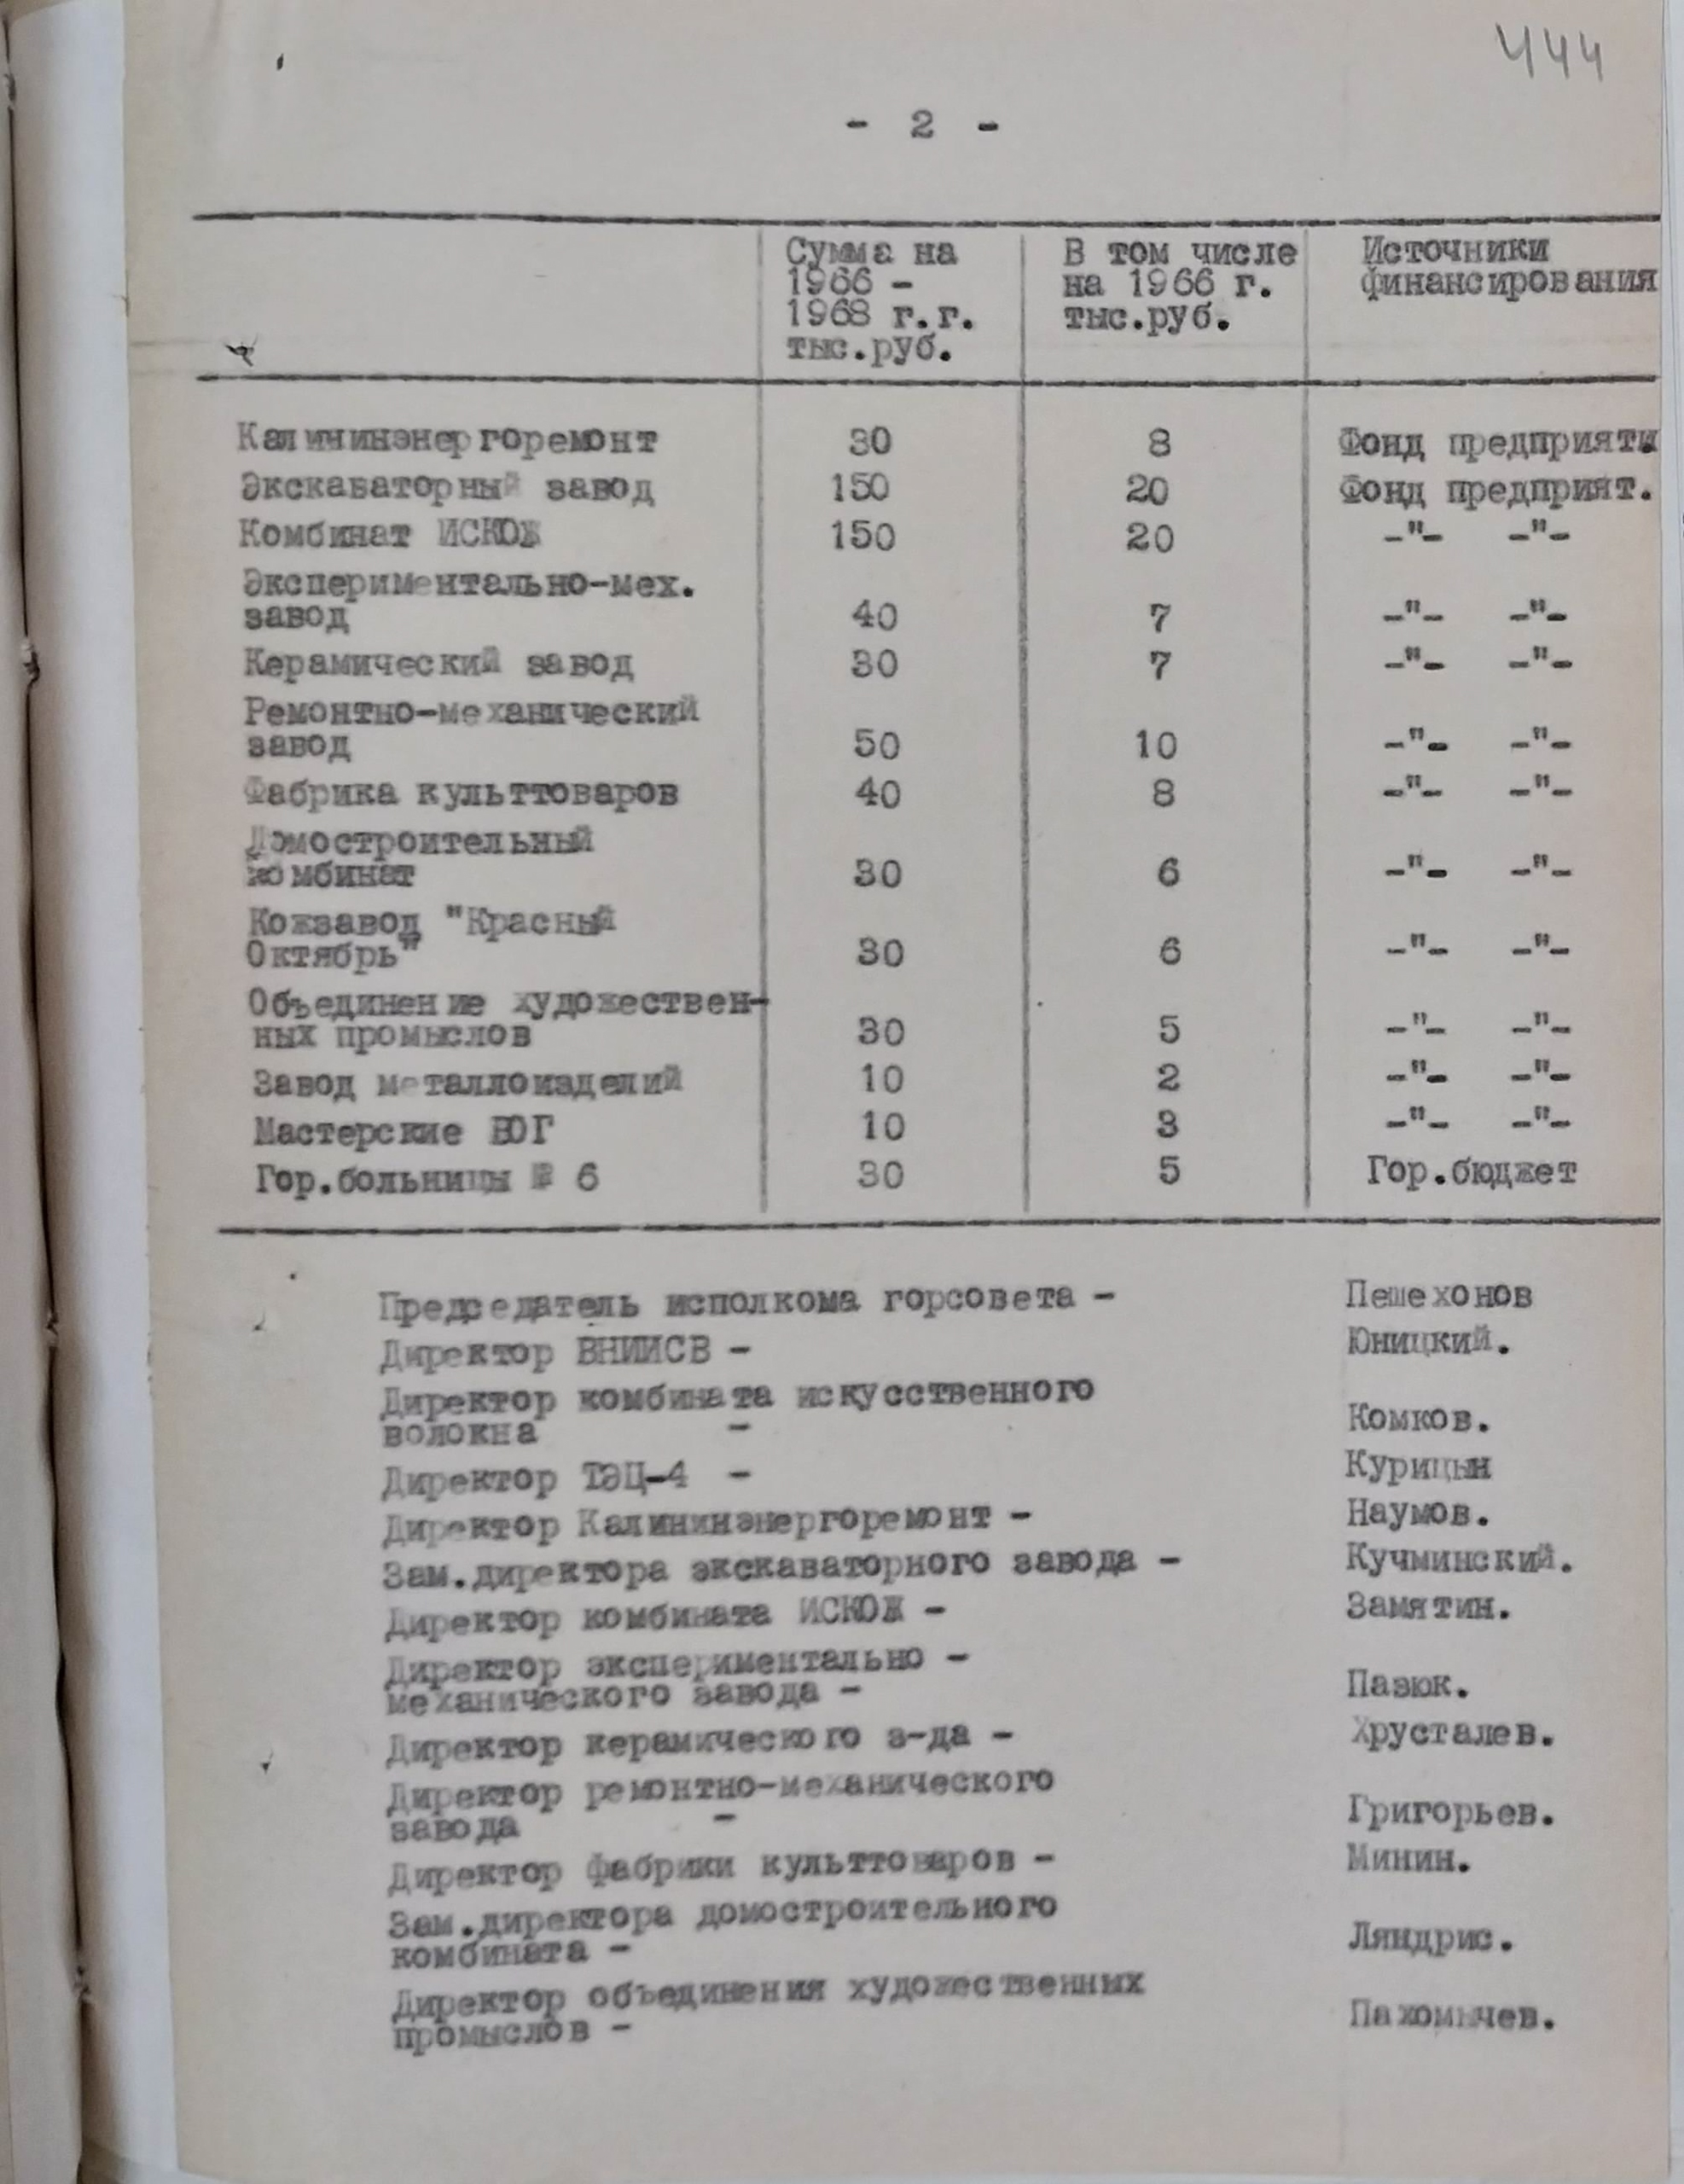 444
- 2 -
Сумма на В том числе Источники
1966 - на 1966 г. финансирования
1968 г.г. тыс.руб.
тыс.руб.
Калининэнергоремонт 30 8 Фонд предприяти
Экскаваторный завод 150 20 Фонд предприят.
Комбинат ИСКОЖ 150 20 -"- -"-
Экспериментально-мех.
завод 40 7 -"- -"-
Керамический завод 30 7 -"- -"-
Ремонтно-механический
завод 50 10 -"- -"-
Фабрика культтоваров 40 8 -"- -"-
Домостроительный
комбинат 30 6 -"- -"-
Кожзавод "Красный
Октябрь" 30 6 -"- -"-
Объединение художествен-
ных промыслов 30 5 -"- -"-
Завод металлоизделий 10 2 -"- -"-
Мастерские ВОГ 10 3 -"- -"-
Гор.больницы № 6 30 5 Гор.бюджет
Председатель исполкома горсовета - Пешехонов
Директор ВНИИСВ - Юницкий.
Директор комбината искусственного
волокна - Комков.
Директор ТЭЦ-4 - Курицын
Директор Калининэнергоремонт - Наумов.
Зам.директора экскаваторного завода - Кучминский.
Директор комбината ИСКОЖ - Замятин.
Директор экспериментально -
механического завода - Пазюк.
Директор керамического з-да - Хрусталев.
Директор ремонтно-механического
завода - Григорьев.
Директор фабрики культтоваров - Минин.
Зам.директора домостроительного
комбината - Ляндрис.
Директор объединения художественных
промыслов - Пахомычев.